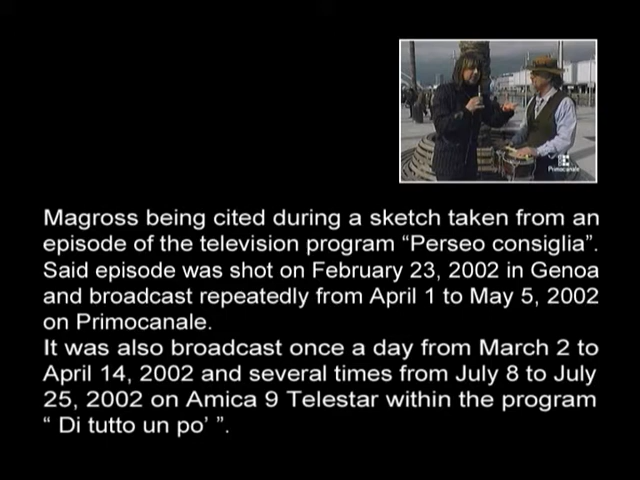 Primocanale
Magross being cited during a sketch taken from an
episode of the television program “Perseo consiglia”.
Said episode was shot on February 23, 2002 in Genoa
and broadcast repeatedly from April 1 to May 5, 2002
on Primocanale.
It was also broadcast once a day from March 2 to
April 14, 2002 and several times from July 8 to July
25, 2002 on Amica 9 Telestar within the program
“ Di tutto un po’ ”.